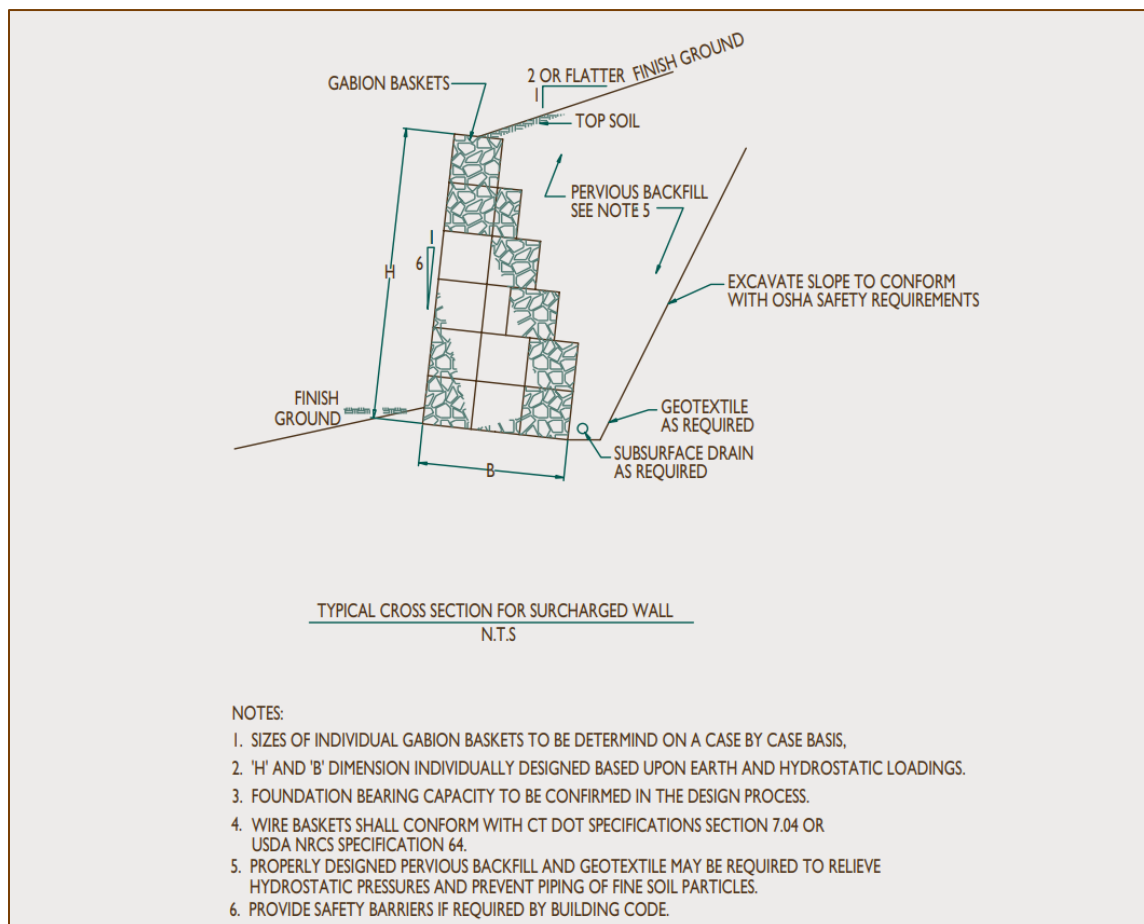 2 OR FLATTER FINISH GROUND
1
GABION BASKETS
TOP SOIL
PERVIOUS BACKFILL
SEE NOTE 5
1
6
H
EXCAVATE SLOPE TO CONFORM
WITH OSHA SAFETY REQUIREMENTS
FINISH
GROUND
GEOTEXTILE
AS REQUIRED
SUBSURFACE DRAIN
AS REQUIRED
B
TYPICAL CROSS SECTION FOR SURCHARGED WALL
N.T.S
NOTES:
1. SIZES OF INDIVIDUAL GABION BASKETS TO BE DETERMIND ON A CASE BY CASE BASIS,
2. 'H' AND 'B' DIMENSION INDIVIDUALLY DESIGNED BASED UPON EARTH AND HYDROSTATIC LOADINGS.
3. FOUNDATION BEARING CAPACITY TO BE CONFIRMED IN THE DESIGN PROCESS.
4. WIRE BASKETS SHALL CONFORM WITH CT DOT SPECIFICATIONS SECTION 7.04 OR
USDA NRCS SPECIFICATION 64.
5. PROPERLY DESIGNED PERVIOUS BACKFILL AND GEOTEXTILE MAY BE REQUIRED TO RELIEVE
HYDROSTATIC PRESSURES AND PREVENT PIPING OF FINE SOIL PARTICLES.
6. PROVIDE SAFETY BARRIERS IF REQUIRED BY BUILDING CODE.